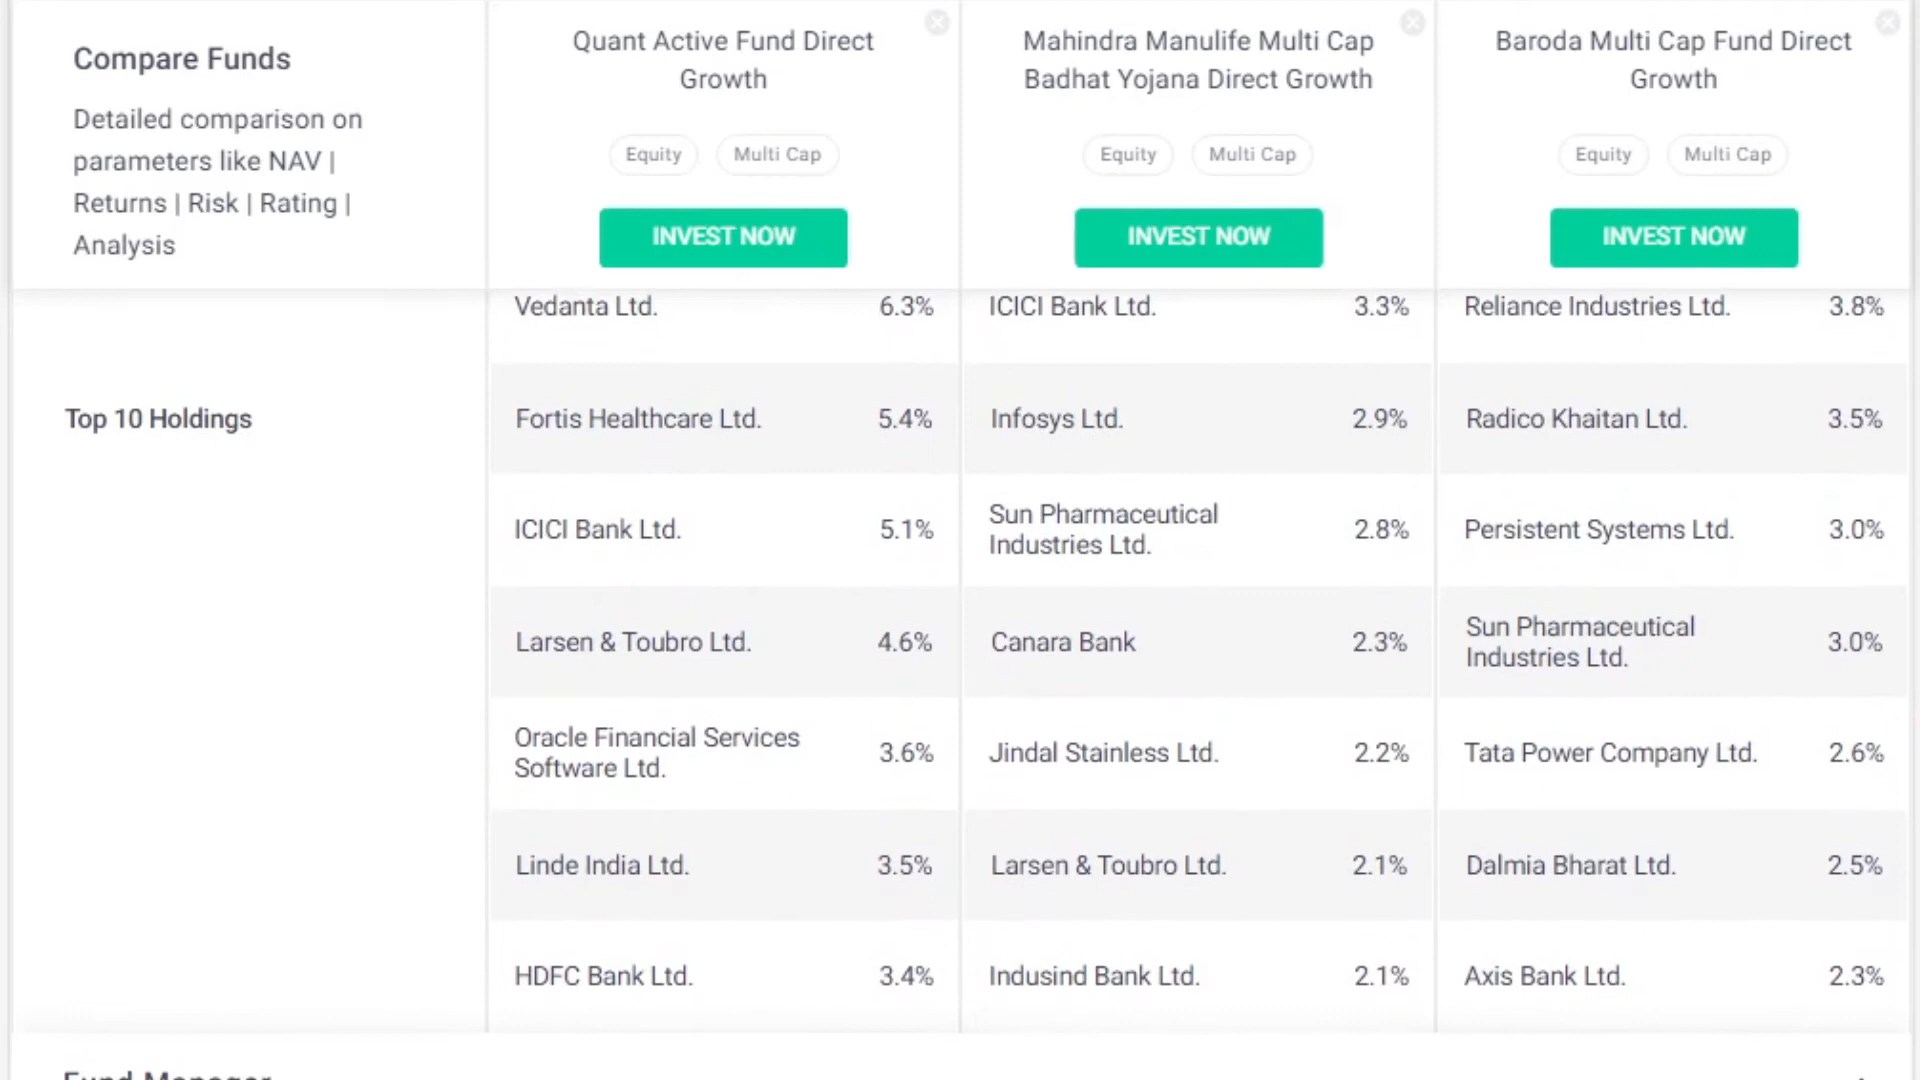 Compare Funds
Detailed comparison on
parameters like NAV |
Returns | Risk | Rating |
Analysis
Quant Active Fund Direct
Growth
Equity Multi Cap
INVEST NOW
Mahindra Manulife Multi Cap
Badhat Yojana Direct Growth
Equity Multi Cap
INVEST NOW
Baroda Multi Cap Fund Direct
Growth
Equity Multi Cap
INVEST NOW
Vedanta Ltd. 6.3% ICICI Bank Ltd. 3.3% Reliance Industries Ltd. 3.8%
Top 10 Holdings Fortis Healthcare Ltd. 5.4% Infosys Ltd. 2.9% Radico Khaitan Ltd. 3.5%
ICICI Bank Ltd. 5.1%
Sun Pharmaceutical
Industries Ltd. 2.8%
Persistent Systems Ltd. 3.0%
Larsen & Toubro Ltd. 4.6% Canara Bank 2.3%
Sun Pharmaceutical
Industries Ltd. 3.0%
Oracle Financial Services
Software Ltd. 3.6%
Jindal Stainless Ltd. 2.2% Tata Power Company Ltd. 2.6%
Linde India Ltd. 3.5% Larsen & Toubro Ltd. 2.1% Dalmia Bharat Ltd. 2.5%
HDFC Bank Ltd. 3.4% Indusind Bank Ltd. 2.1% Axis Bank Ltd. 2.3%
Fund Manager